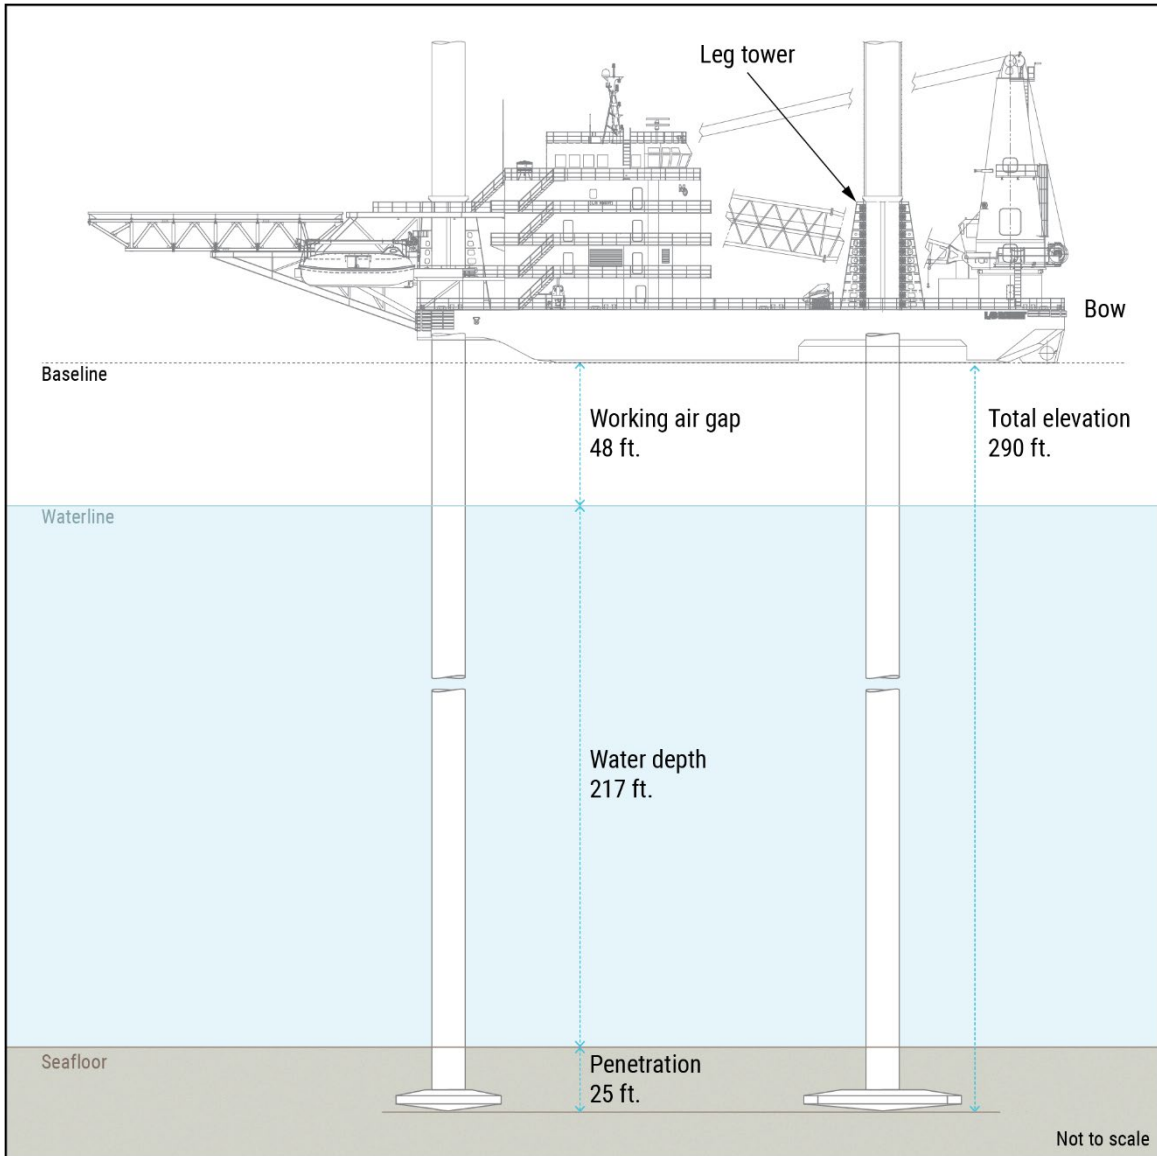 Leg tower
Bow
Baseline
Working air gap
48 ft.
Total elevation
290 ft.
Waterline
Water depth
217 ft.
Seafloor
Penetration
25 ft.
Not to scale